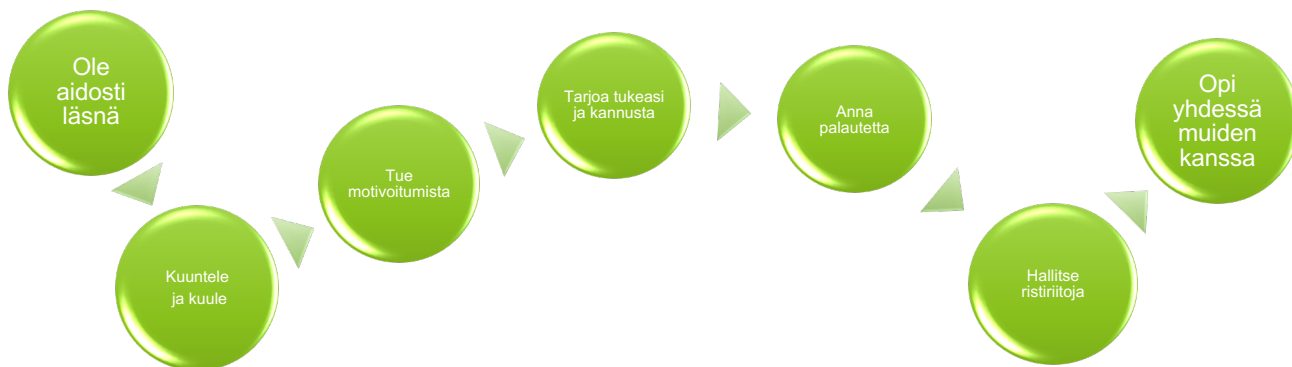 Ole
aidosti
läsnä
Kuuntele
ja kuule
Tue
motivoitumista
Tarjoa tukeasi
ja kannusta
Anna
palautetta
Hallitse
ristiriitoja
Opi
yhdessä
muiden
kanssa